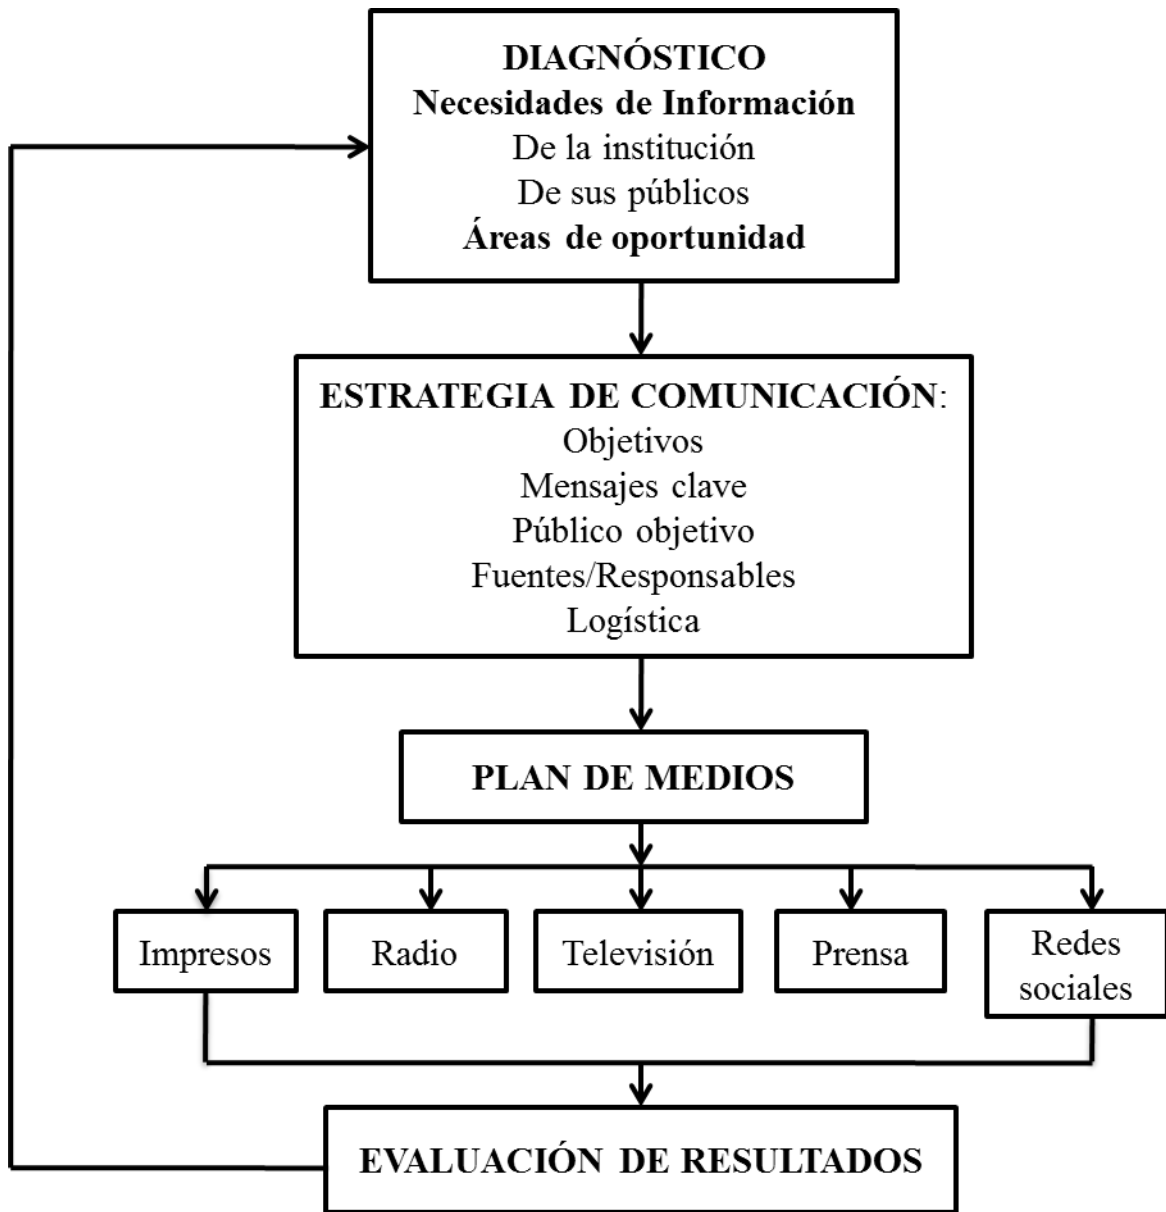 DIAGNÓSTICO
Necesidades de Información
De la institución
De sus públicos
Áreas de oportunidad
ESTRATEGIA DE COMUNICACIÓN:
Objetivos
Mensajes clave
Público objetivo
Fuentes/Responsables
Logística
PLAN DE MEDIOS
Impresos
Radio
Televisión
Prensa
Redes
sociales
EVALUACIÓN DE RESULTADOS